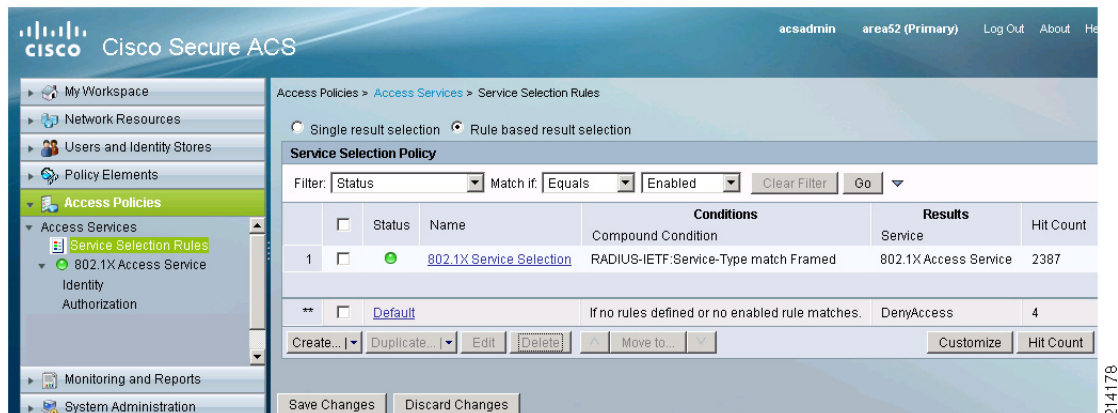 acsadmin area52 (Primary) Log Out About He
CISCO Cisco Secure ACS
My Workspace
Network Resources
Users and Identity Stores
Policy Elements
Access Policies
Access Services
Service Selection Rules
802.1X Access Service
Identity
Authorization
Monitoring and Reports
System Administration
Access Policies > Access Services > Service Selection Rules
Single result selection Rule based result selection
Service Selection Policy
Filter: Status Match if: Equals Enabled Clear Filter Go
Conditions Results
Status Name Compound Condition Service Hit Count
1 802.1X Service Selection RADIUS-IETF:Service-Type match Framed 802.1X Access Service 2387
** Default If no rules defined or no enabled rule matches. DenyAccess 4
Create... | Duplicate... | Edit Delete ^ Move to... Customize Hit Count
Save Changes Discard Changes
214178